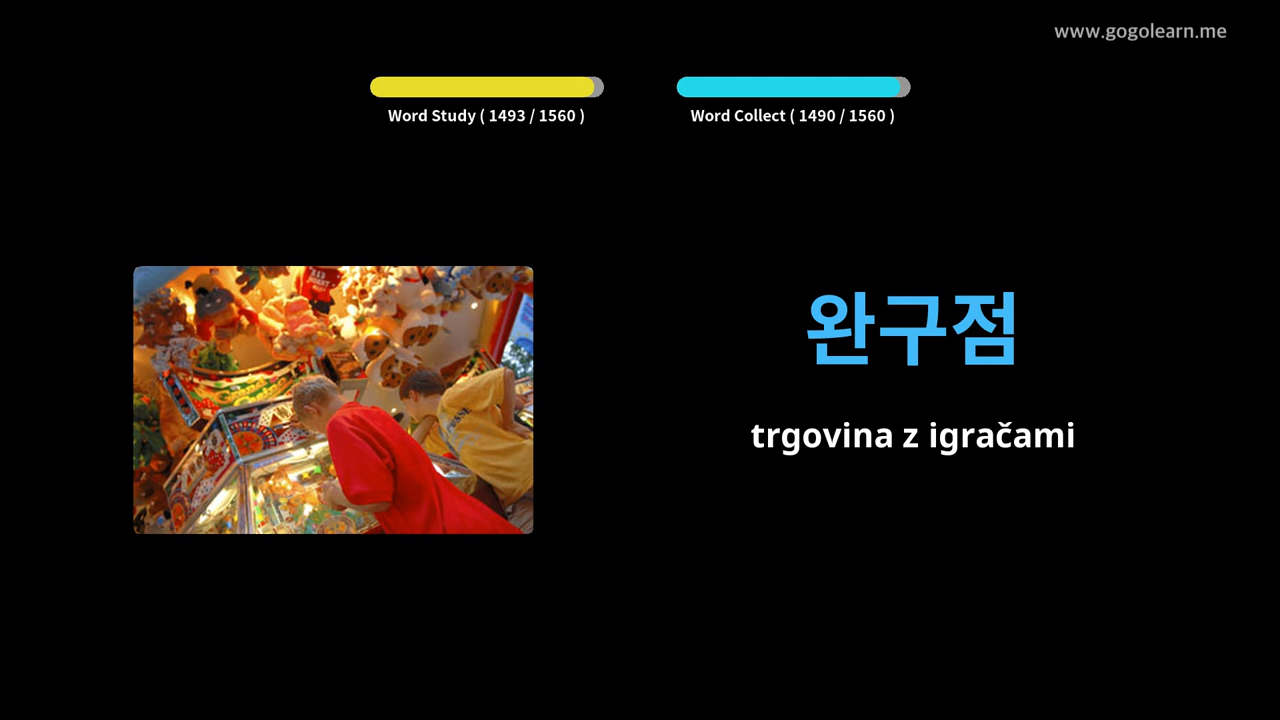 www.gogolearn.me
Word Study ( 1493 / 1560 )
Word Collect ( 1490 / 1560 )
완구점
trgovina z igračami